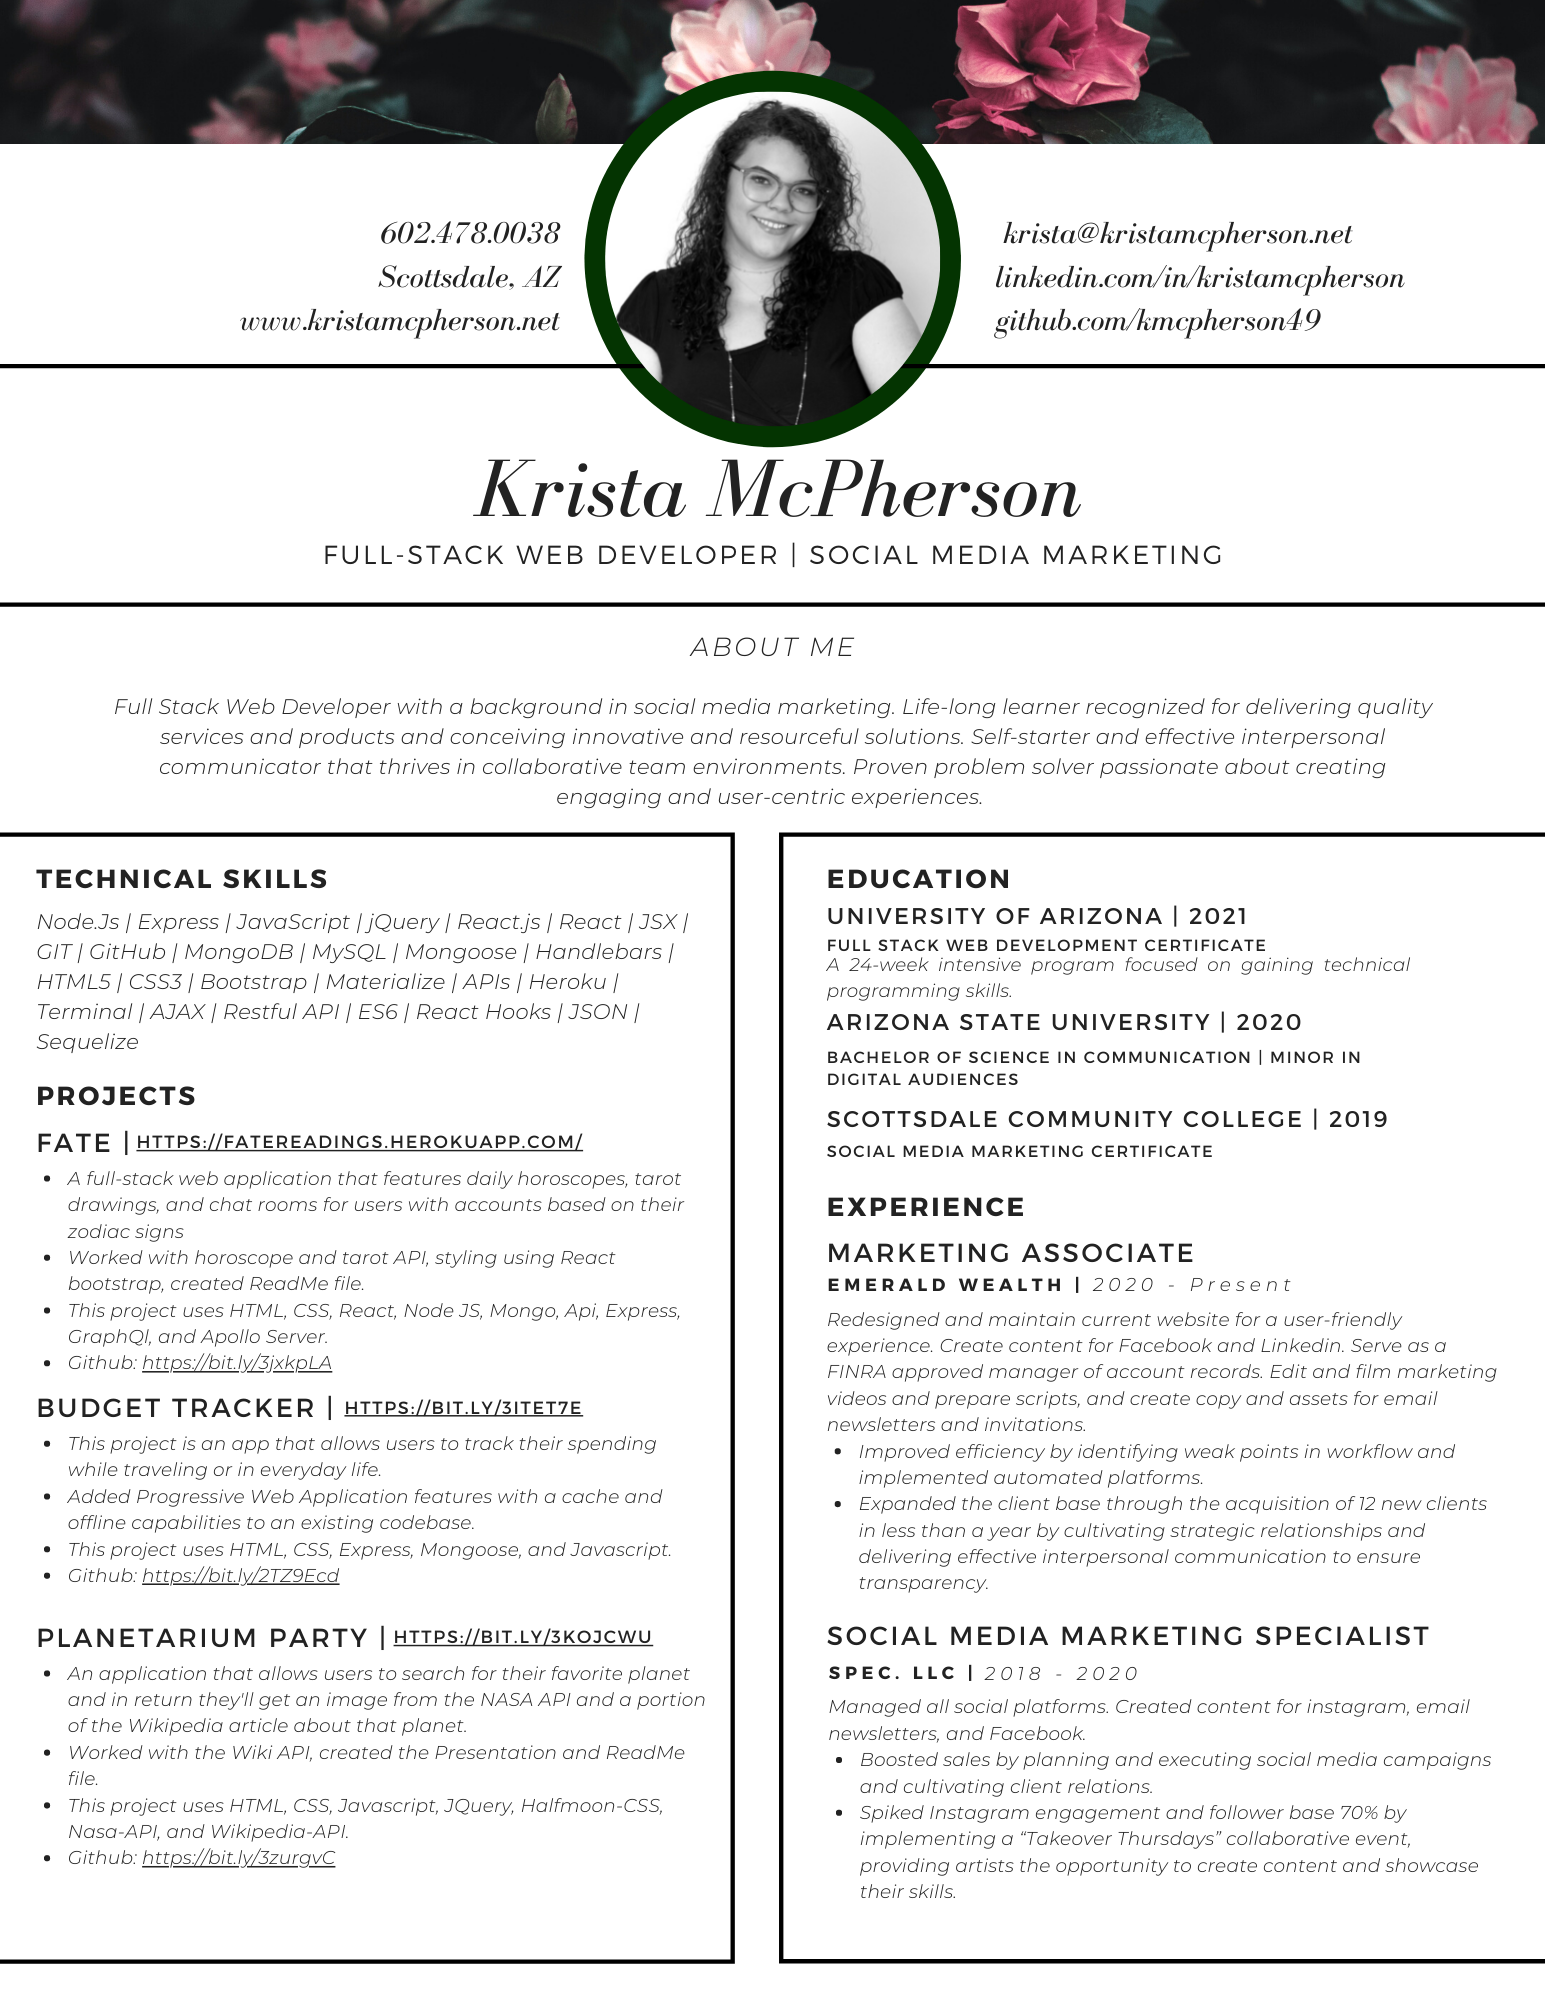 602.478.0038
Scottsdale, AZ
www.kristamcpherson.net
krista@kristamcpherson.net
linkedin.com/in/kristamcpherson
github.com/kmcpherson49
Krista McPherson
FULL-STACK WEB DEVELOPER | SOCIAL MEDIA MARKETING
ABOUT ME
Full Stack Web Developer with a background in social media marketing. Life-long learner recognized for delivering quality
services and products and conceiving innovative and resourceful solutions. Self-starter and effective interpersonal
communicator that thrives in collaborative team environments. Proven problem solver passionate about creating
engaging and user-centric experiences.
TECHNICAL SKILLS
Node.Js | Express | JavaScript | jQuery | React.js | React | JSX |
GIT | GitHub | MongoDB | MySQL | Mongoose | Handlebars |
HTML5 | CSS3 | Bootstrap | Materialize | APIs | Heroku |
Terminal | AJAX | Restful API | ES6 | React Hooks | JSON |
Sequelize
PROJECTS
FATE | HTTPS://FATEREADINGS.HEROKUAPP.COM/
• A full-stack web application that features daily horoscopes, tarot
drawings, and chat rooms for users with accounts based on their
zodiac signs
• Worked with horoscope and tarot API, styling using React
bootstrap, created ReadMe file.
• This project uses HTML, CSS, React, Node JS, Mongo, Api, Express,
GraphQl, and Apollo Server.
• Github: https://bit.ly/3jxkpLA
BUDGET TRACKER | HTTPS://BIT.LY/3ITET7E
• This project is an app that allows users to track their spending
while traveling or in everyday life.
• Added Progressive Web Application features with a cache and
offline capabilities to an existing codebase.
• This project uses HTML, CSS, Express, Mongoose, and Javascript.
• Github: https://bit.ly/2TZ9Ecd
PLANETARIUM PARTY | HTTPS://BIT.LY/3KOJCWU
• An application that allows users to search for their favorite planet
and in return they'll get an image from the NASA API and a portion
of the Wikipedia article about that planet.
• Worked with the Wiki API, created the Presentation and ReadMe
file.
• This project uses HTML, CSS, Javascript, JQuery, Halfmoon-CSS,
Nasa-API, and Wikipedia-API.
• Github: https://bit.ly/3zurgvC
EDUCATION
UNIVERSITY OF ARIZONA | 2021
FULL STACK WEB DEVELOPMENT CERTIFICATE
A 24-week intensive program focused on gaining technical
programming skills.
ARIZONA STATE UNIVERSITY | 2020
BACHELOR OF SCIENCE IN COMMUNICATION | MINOR IN
DIGITAL AUDIENCES
SCOTTSDALE COMMUNITY COLLEGE | 2019
SOCIAL MEDIA MARKETING CERTIFICATE
EXPERIENCE
MARKETING ASSOCIATE
EMERALD WEALTH | 2020 - Present
Redesigned and maintain current website for a user-friendly
experience. Create content for Facebook and Linkedin. Serve as a
FINRA approved manager of account records. Edit and film marketing
videos and prepare scripts, and create copy and assets for email
newsletters and invitations.
• Improved efficiency by identifying weak points in workflow and
implemented automated platforms.
• Expanded the client base through the acquisition of 12 new clients
in less than a year by cultivating strategic relationships and
delivering effective interpersonal communication to ensure
transparency.
SOCIAL MEDIA MARKETING SPECIALIST
SPEC. LLC | 2018 - 2020
Managed all social platforms. Created content for instagram, email
newsletters, and Facebook.
• Boosted sales by planning and executing social media campaigns
and cultivating client relations.
• Spiked Instagram engagement and follower base 70% by
implementing a “Takeover Thursdays” collaborative event,
providing artists the opportunity to create content and showcase
their skills.